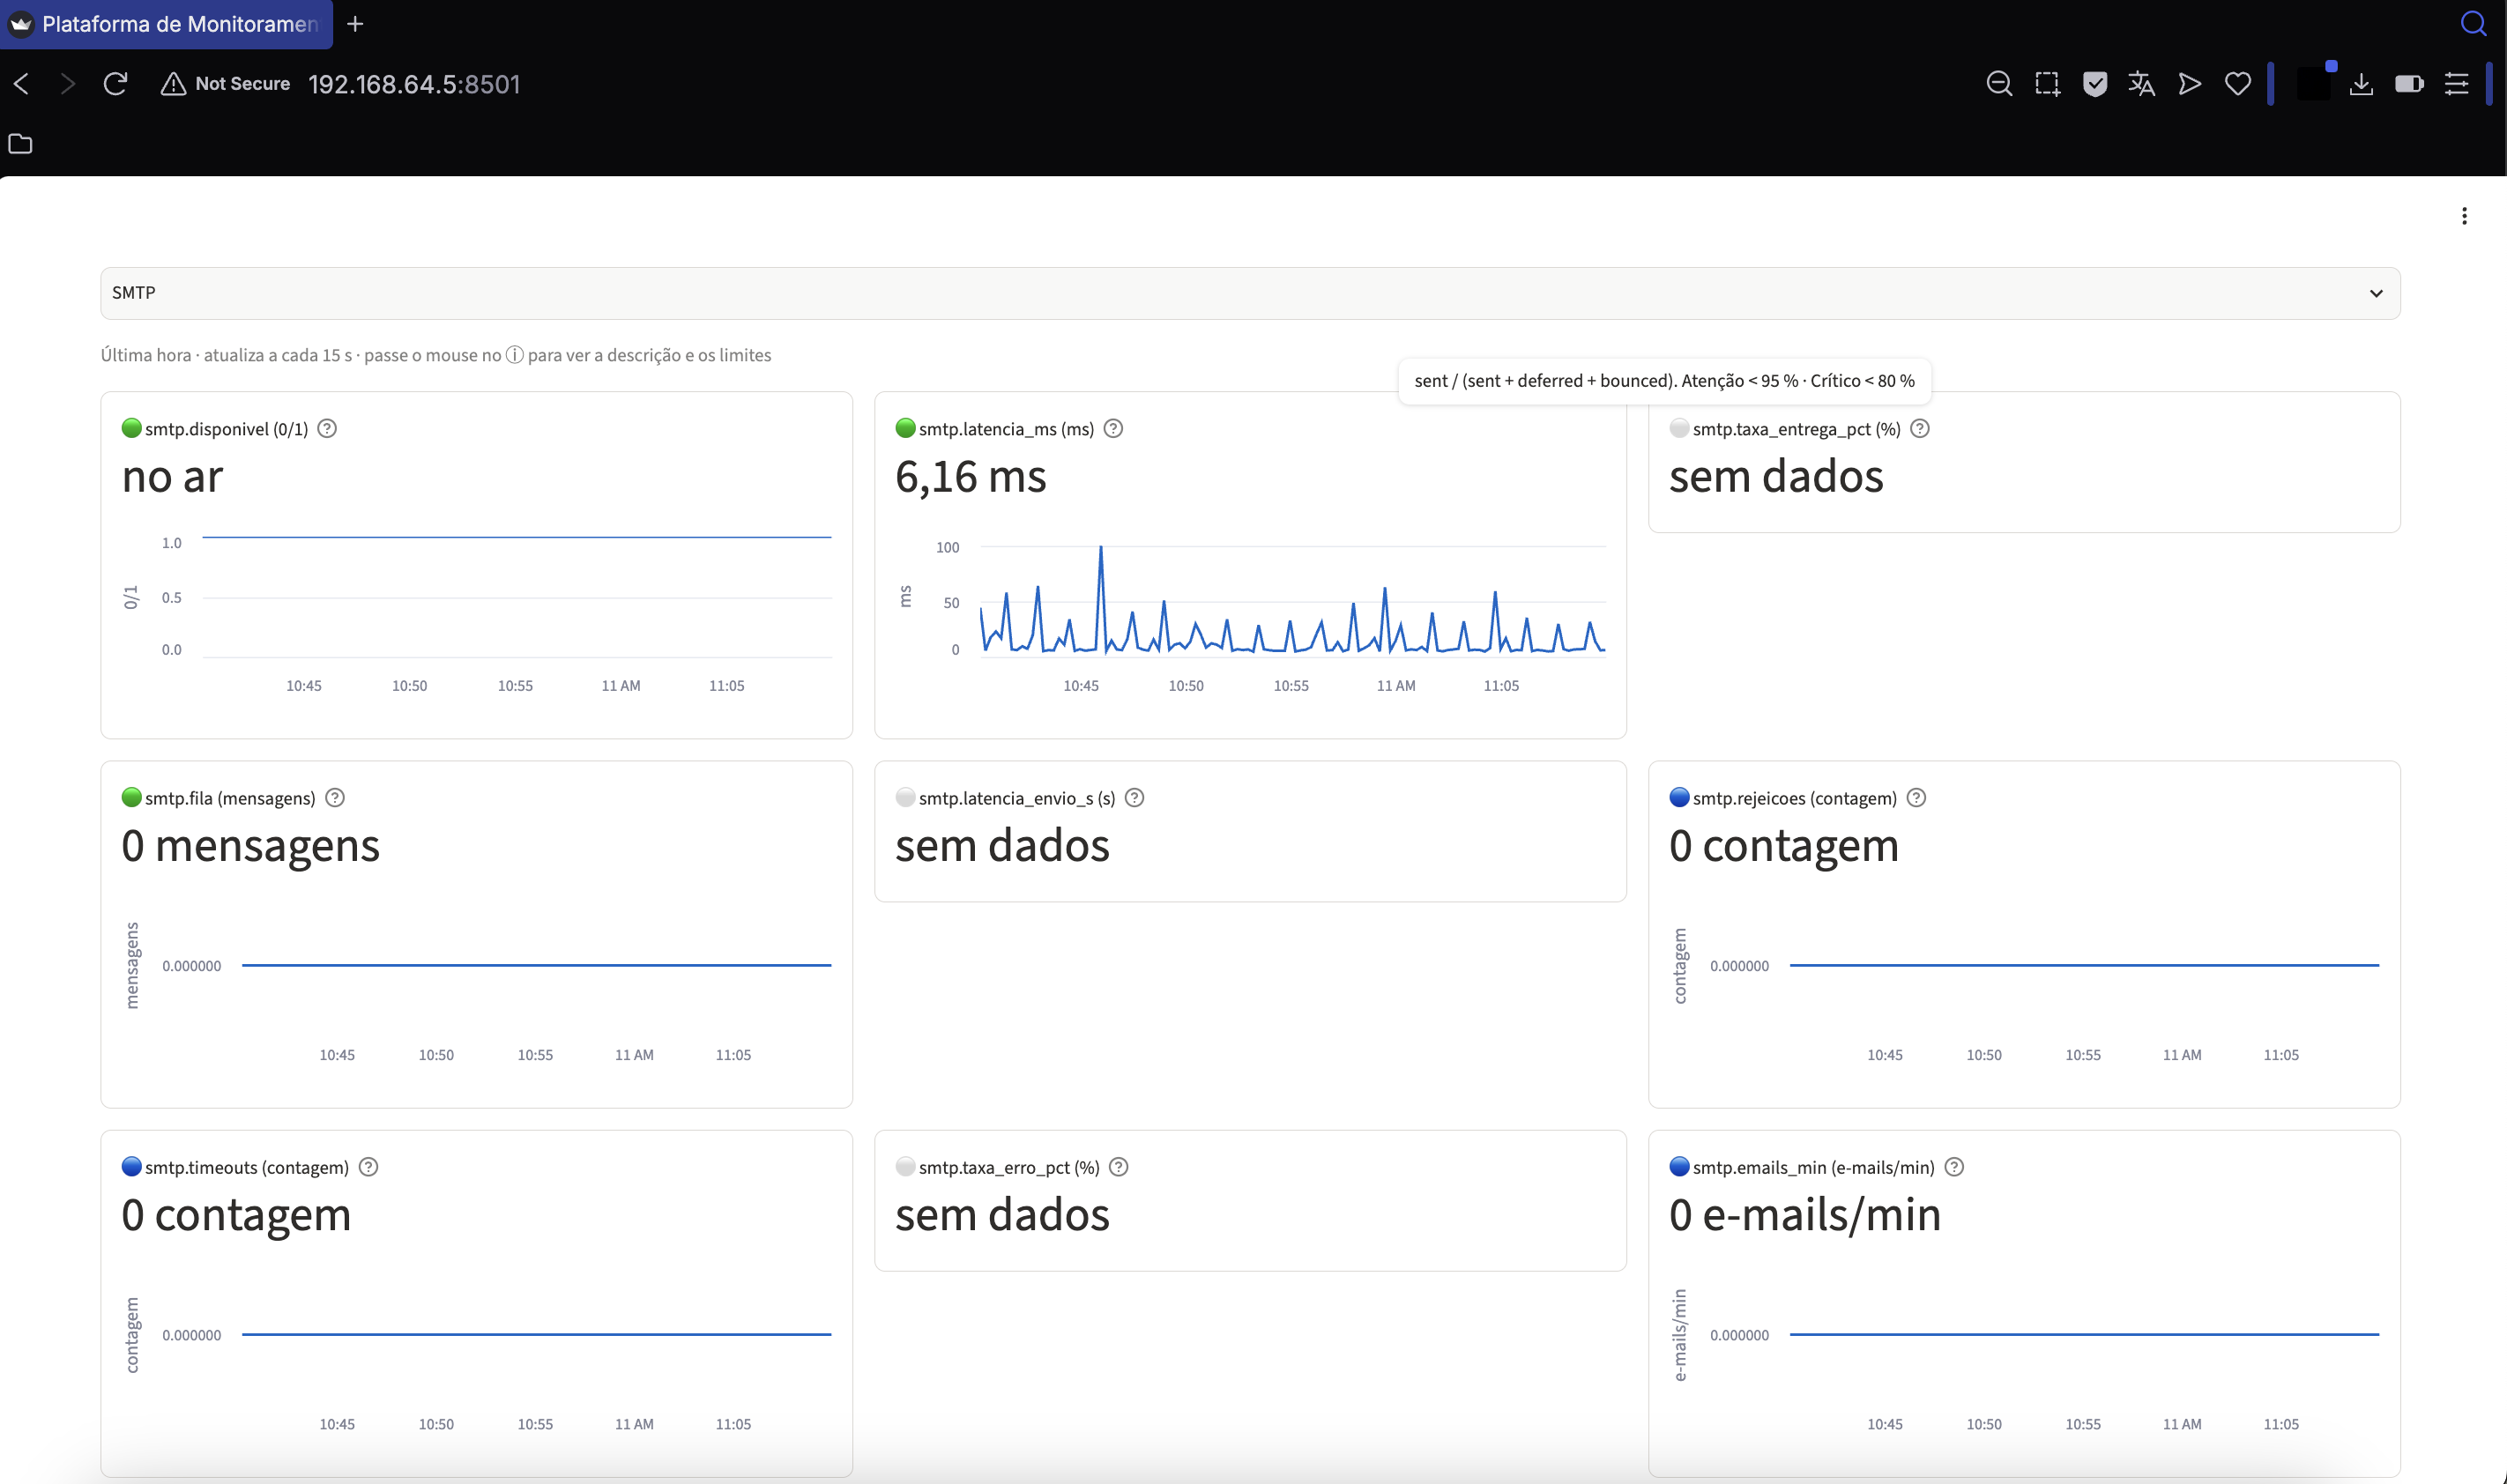 Plataforma de Monitoramen
Not Secure 192.168.64.5:8501
SMTP
Última hora · atualiza a cada 15 s · passe o mouse no ⓘ para ver a descrição e os limites
sent / (sent + deferred + bounced). Atenção < 95 % · Crítico < 80 %
smtp.disponivel (0/1)
no ar
0/1
1.0
0.5
0.0
10:45 10:50 10:55 11 AM 11:05
smtp.latencia_ms (ms)
6,16 ms
ms
100
50
0
10:45 10:50 10:55 11 AM 11:05
smtp.taxa_entrega_pct (%)
sem dados
smtp.fila (mensagens)
0 mensagens
mensagens
0.000000
10:45 10:50 10:55 11 AM 11:05
smtp.latencia_envio_s (s)
sem dados
smtp.rejeicoes (contagem)
0 contagem
contagem
0.000000
10:45 10:50 10:55 11 AM 11:05
smtp.timeouts (contagem)
0 contagem
contagem
0.000000
10:45 10:50 10:55 11 AM 11:05
smtp.taxa_erro_pct (%)
sem dados
smtp.emails_min (e-mails/min)
0 e-mails/min
e-mails/min
0.000000
10:45 10:50 10:55 11 AM 11:05